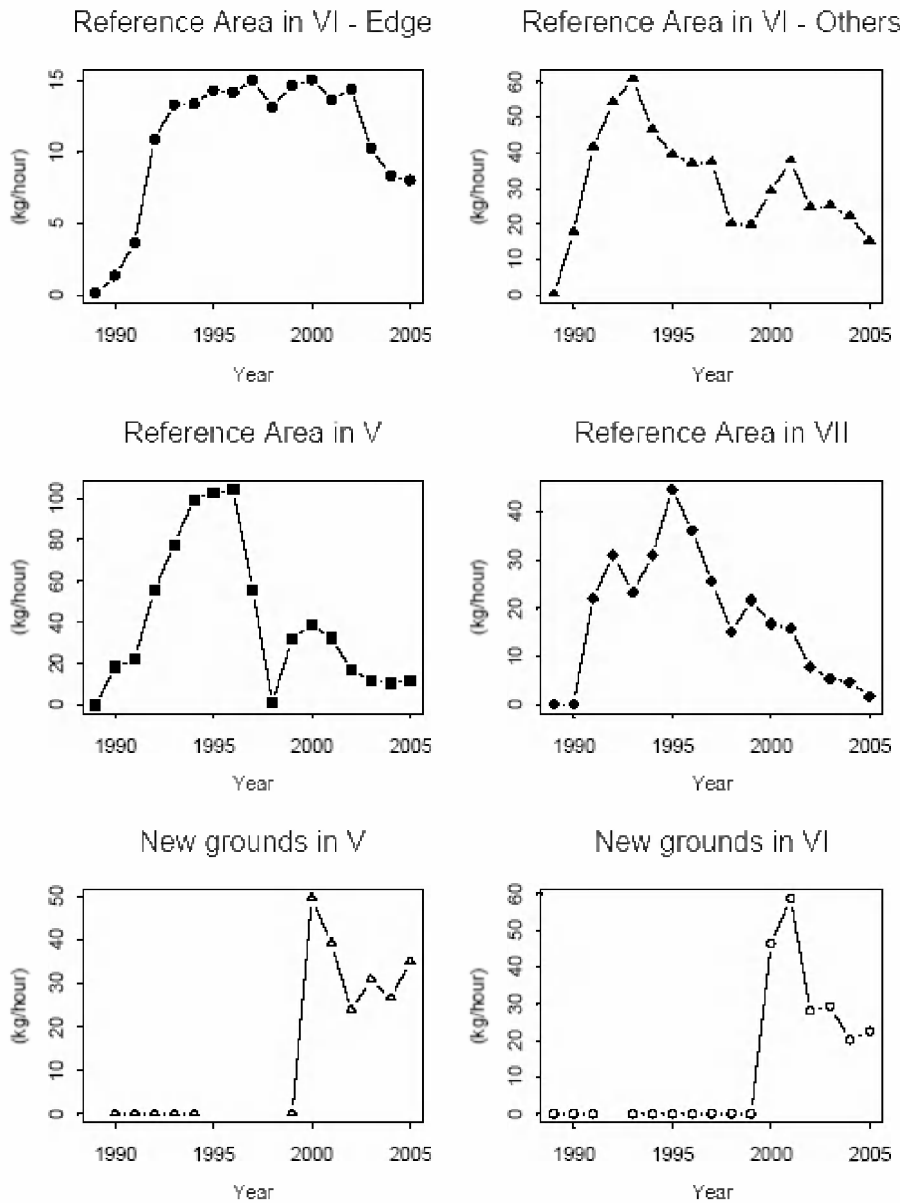 Reference Area in VI - Edge
(kg/hour)
15
10
5
0
1990 1995 2000 2005
Year
Reference Area in VI - Others
(kg/hour)
60
50
40
30
20
10
0
1990 1995 2000 2005
Year
Reference Area in V
(kg/hour)
100
80
60
40
20
0
1990 1995 2000 2005
Year
Reference Area in VII
(kg/hour)
40
30
20
10
0
1990 1995 2000 2005
Year
New grounds in V
(kg/hour)
50
40
30
20
10
0
1990 1995 2000 2005
Year
New grounds in VI
(kg/hour)
60
50
40
30
20
10
0
1990 1995 2000 2005
Year